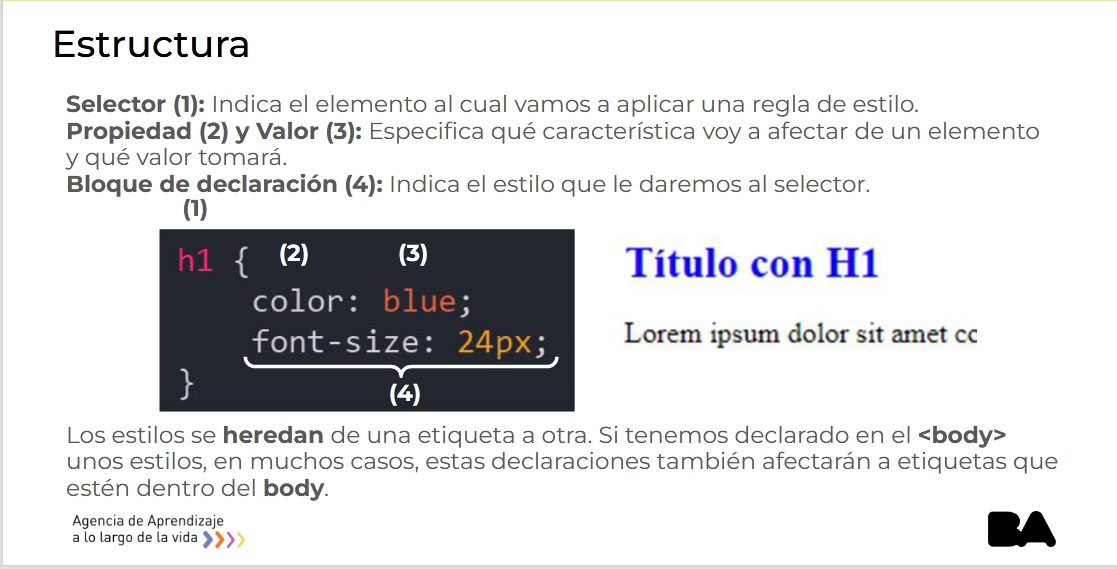 Estructura
Selector (1): Indica el elemento al cual vamos a aplicar una regla de estilo.
Propiedad (2) y Valor (3): Especifica qué característica voy a afectar de un elemento
y qué valor tomará.
Bloque de declaración (4): Indica el estilo que le daremos al selector.
(1)
h1 { (2) (3)
color: blue;
font-size: 24px;
} (4)
Título con H1
Lorem ipsum dolor sit amet cc
Los estilos se heredan de una etiqueta a otra. Si tenemos declarado en el <body>
unos estilos, en muchos casos, estas declaraciones también afectarán a etiquetas que
estén dentro del body.
Agencia de Aprendizaje
a lo largo de la vida
BA